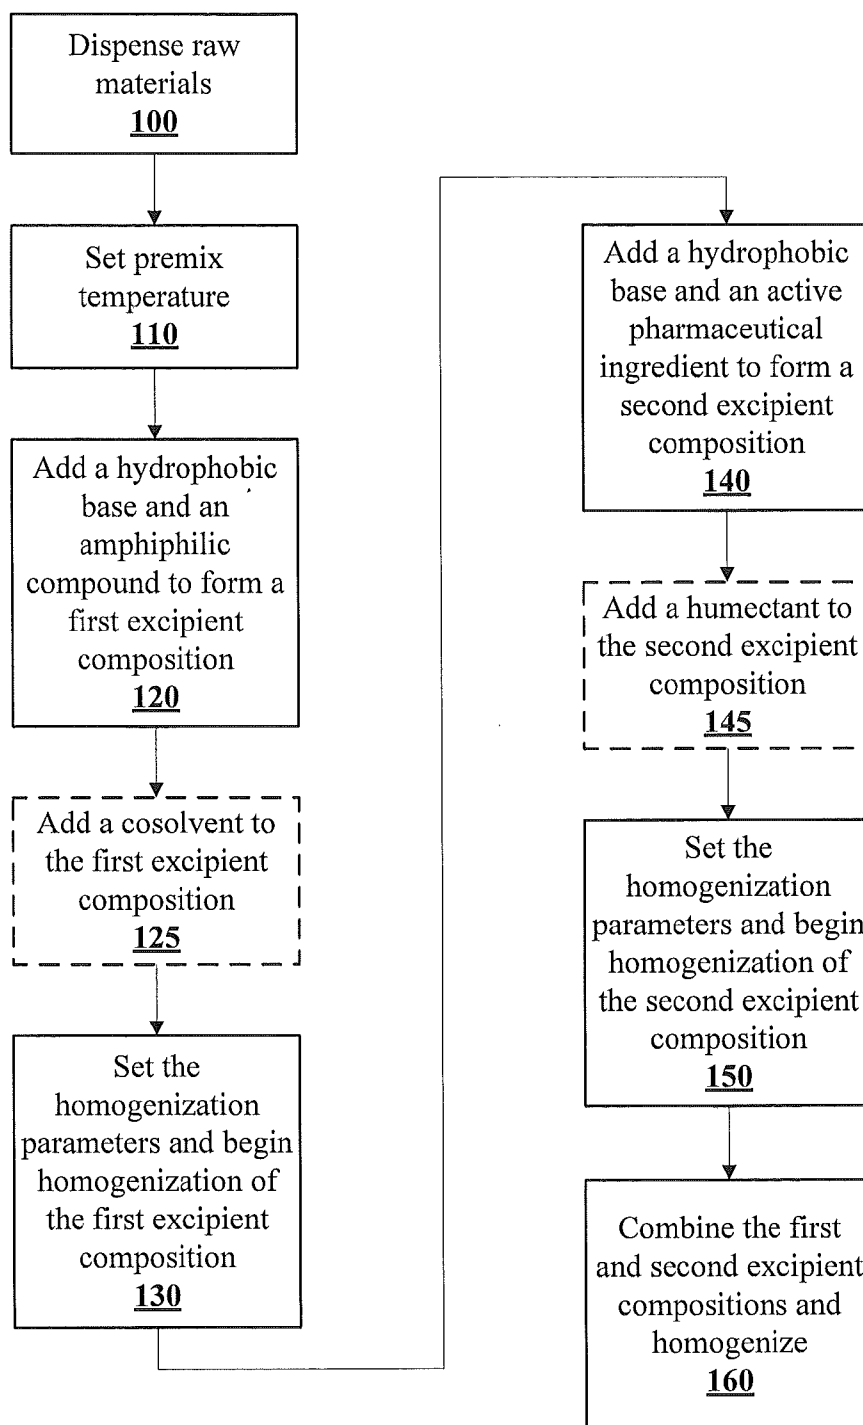 Dispense raw
materials
100
Set premix
temperature
110
Add a hydrophobic
base and an
amphiphilic
compound to form a
first excipient
composition
120
Add a cosolvent to
the first excipient
composition
125
Set the
homogenization
parameters and begin
homogenization of
the first excipient
composition
130
Add a hydrophobic
base and an active
pharmaceutical
ingredient to form a
second excipient
composition
140
Add a humectant to
the second excipient
composition
145
Set the
homogenization
parameters and begin
homogenization of
the second excipient
composition
150
Combine the first
and second excipient
compositions and
homogenize
160